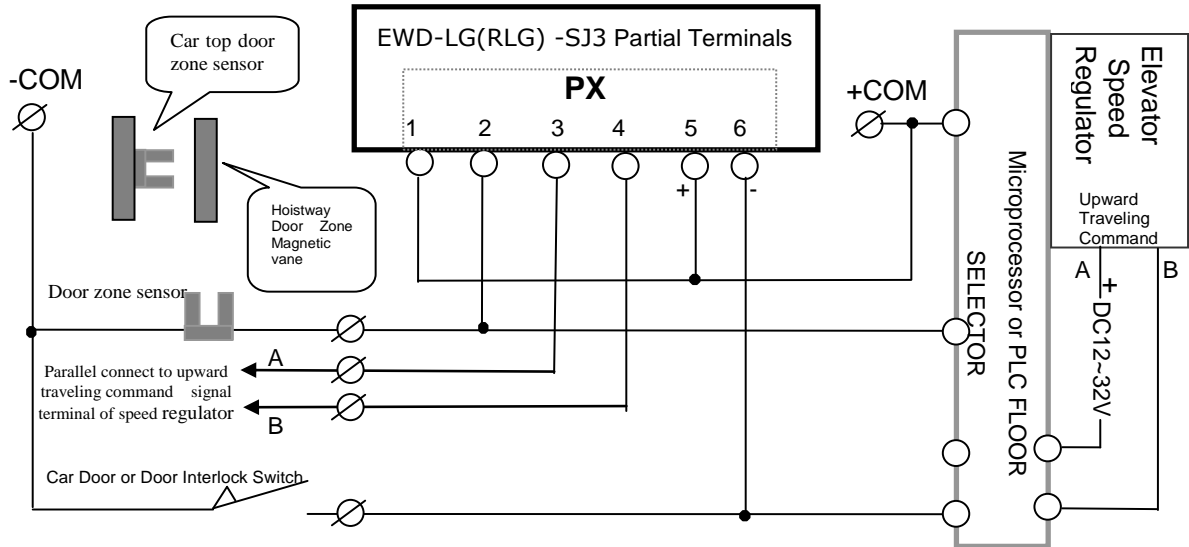 EWD-LG(RLG) -SJ3 Partial Terminals
PX
1 2 3 4 5 6
+ -
-COM
Car top door
zone sensor
Hoistway
Door Zone
Magnetic
vane
+COM
Elevator
Speed
Regulator
Upward
Traveling
Command
A B
+ DC12~32V
Microprocessor or PLC FLOOR
SELECTOR
Door zone sensor
A
Parallel connect to upward
traveling command signal
terminal of speed regulator
B
Car Door or Door Interlock Switch